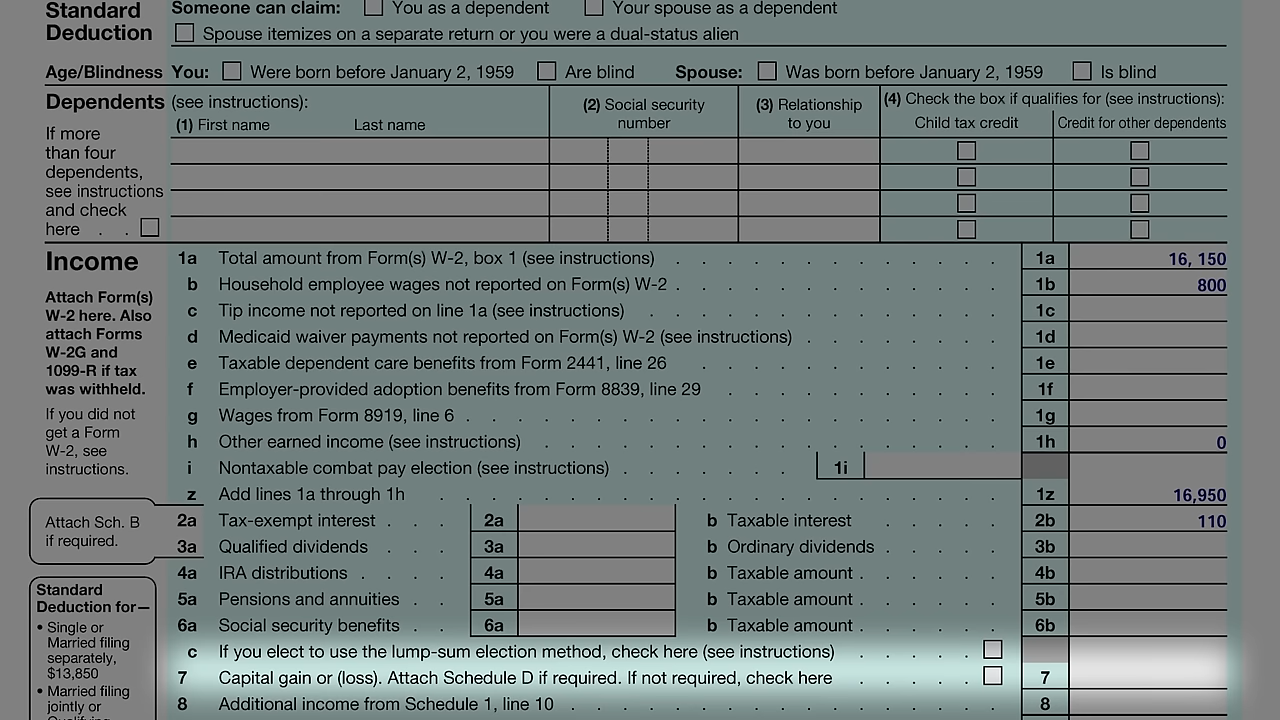 Standard Deduction
Someone can claim: You as a dependent Your spouse as a dependent
Spouse itemizes on a separate return or you were a dual-status alien
Age/Blindness You: Were born before January 2, 1959 Are blind Spouse: Was born before January 2, 1959 Is blind
Dependents (see instructions):
(1) First name Last name
(2) Social security number
(3) Relationship to you
(4) Check the box if qualifies for (see instructions):
Child tax credit Credit for other dependents
If more
than four
dependents,
see instructions
and check
here . .
Income
Attach Form(s)
W-2 here. Also
attach Forms
W-2G and
1099-R if tax
was withheld.
If you did not
get a Form
W-2, see
instructions.
1a Total amount from Form(s) W-2, box 1 (see instructions) 1a 16, 150
b Household employee wages not reported on Form(s) W-2 1b 800
c Tip income not reported on line 1a (see instructions) 1c
d Medicaid waiver payments not reported on Form(s) W-2 (see instructions) 1d
e Taxable dependent care benefits from Form 2441, line 26 1e
f Employer-provided adoption benefits from Form 8839, line 29 1f
g Wages from Form 8919, line 6 1g
h Other earned income (see instructions) 1h 0
i Nontaxable combat pay election (see instructions) 1i
z Add lines 1a through 1h 1z 16,950
Attach Sch. B
if required.
2a Tax-exempt interest 2a b Taxable interest 2b 110
3a Qualified dividends 3a b Ordinary dividends 3b
4a IRA distributions 4a b Taxable amount 4b
5a Pensions and annuities 5a b Taxable amount 5b
6a Social security benefits 6a b Taxable amount 6b
c If you elect to use the lump-sum election method, check here (see instructions)
7 Capital gain or (loss). Attach Schedule D if required. If not required, check here 7
8 Additional income from Schedule 1, line 10 8
Standard
Deduction for—
• Single or
Married filing
separately,
$13,850
• Married filing
jointly or